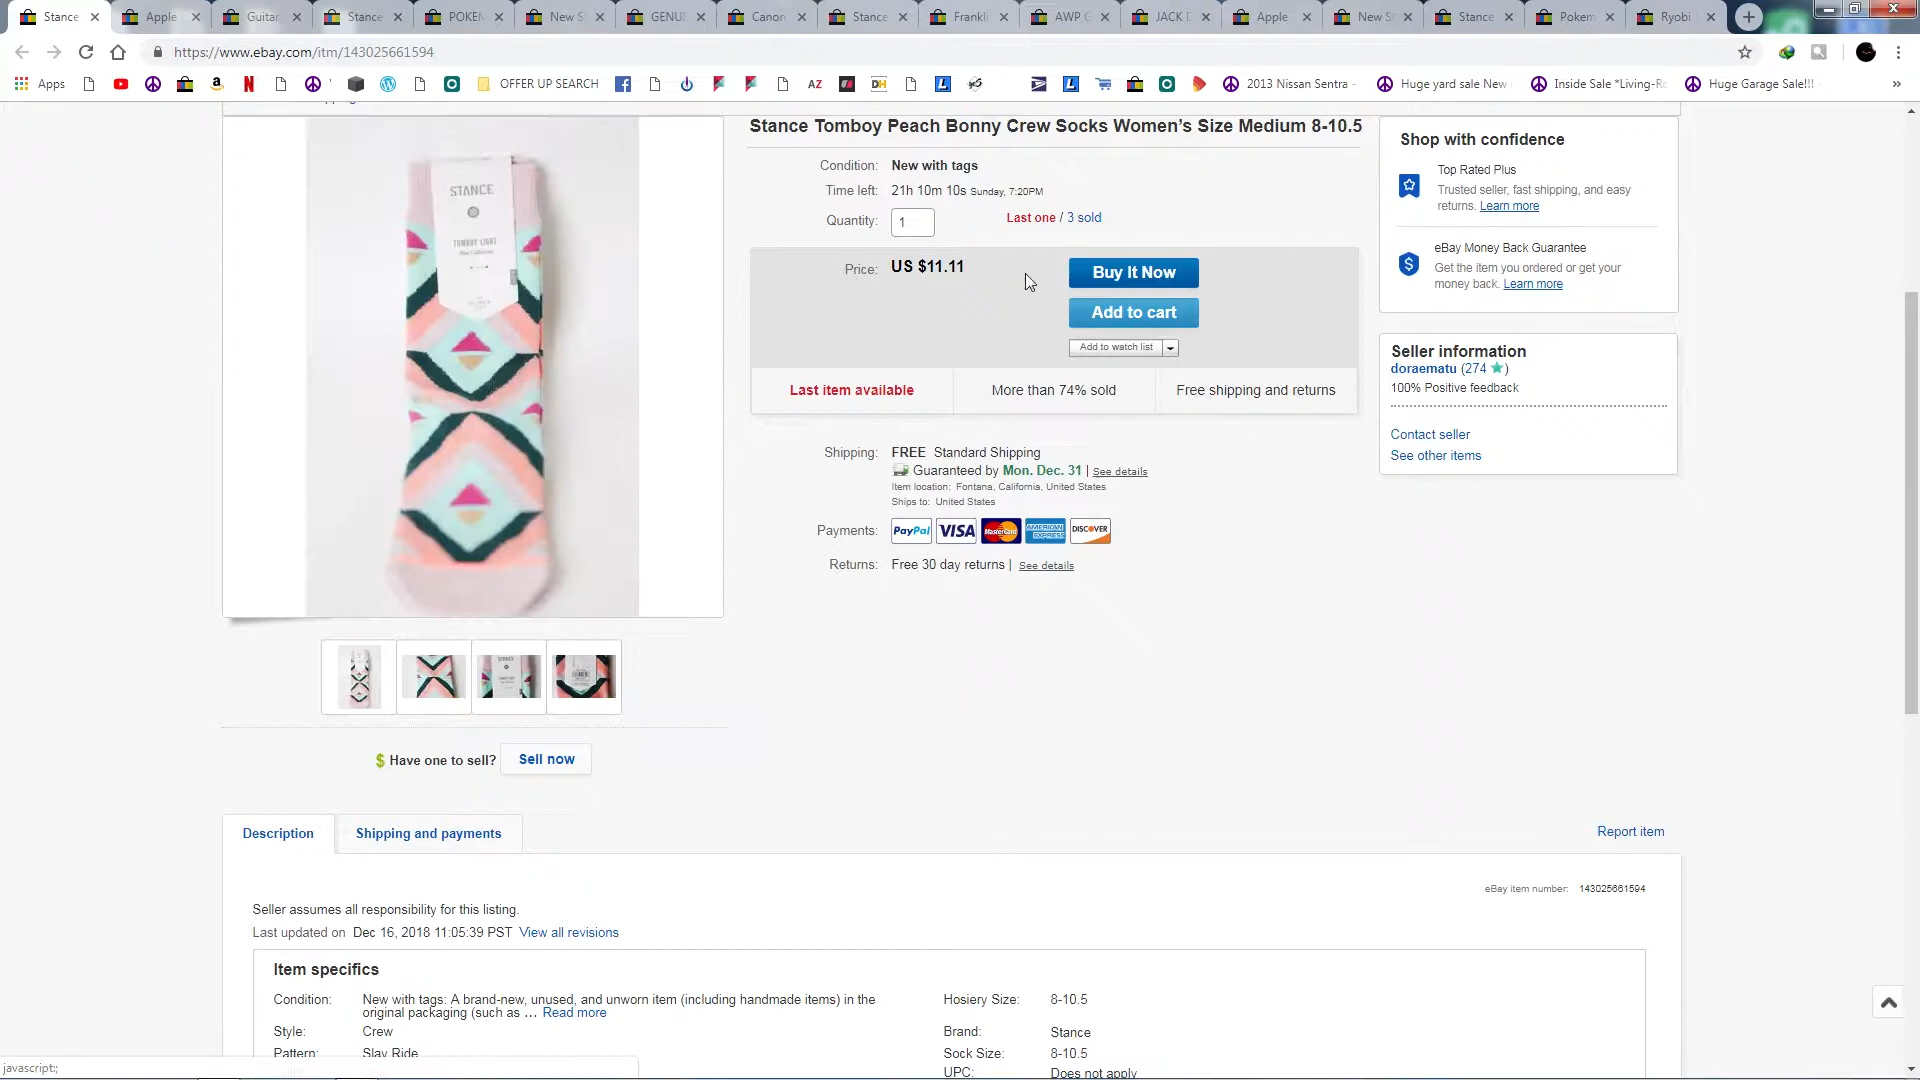 Stance
Apple
Guitar
Stance
POKEM
New S
GENUI
Canon
Stance
Frankli
AWP G
JACK D
Apple
New S
Stance
Pokem
Ryobi
https://www.ebay.com/itm/143025661594
Apps
OFFER UP SEARCH
AZ
DH
2013 Nissan Sentra -
Huge yard sale New
Inside Sale *Living-Ro
Huge Garage Sale!!!
Stance Tomboy Peach Bonny Crew Socks Women’s Size Medium 8-10.5
Condition: New with tags
Time left: 21h 10m 10s Sunday, 7:20PM
Quantity: 1 Last one / 3 sold
Price: US $11.11
Buy It Now
Add to cart
Add to watch list
Last item available More than 74% sold Free shipping and returns
Shipping: FREE Standard Shipping
Guaranteed by Mon. Dec. 31 | See details
Item location: Fontana, California, United States
Ships to: United States
Payments: PayPal VISA MasterCard AMERICAN EXPRESS DISCOVER
Returns: Free 30 day returns | See details
Shop with confidence
Top Rated Plus
Trusted seller, fast shipping, and easy
returns. Learn more
eBay Money Back Guarantee
Get the item you ordered or get your
money back. Learn more
Seller information
doraematu (274)
100% Positive feedback
Contact seller
See other items
STANCE
TOMBOY LIGHT
STANCE
$ Have one to sell? Sell now
Description Shipping and payments
Report item
eBay item number: 143025661594
Seller assumes all responsibility for this listing.
Last updated on Dec 16, 2018 11:05:39 PST View all revisions
Item specifics
Condition: New with tags: A brand-new, unused, and unworn item (including handmade items) in the
original packaging (such as ... Read more
Hosiery Size: 8-10.5
Style: Crew
Brand: Stance
Pattern: Slay Ride
Sock Size: 8-10.5
UPC: Does not apply
javascript:;